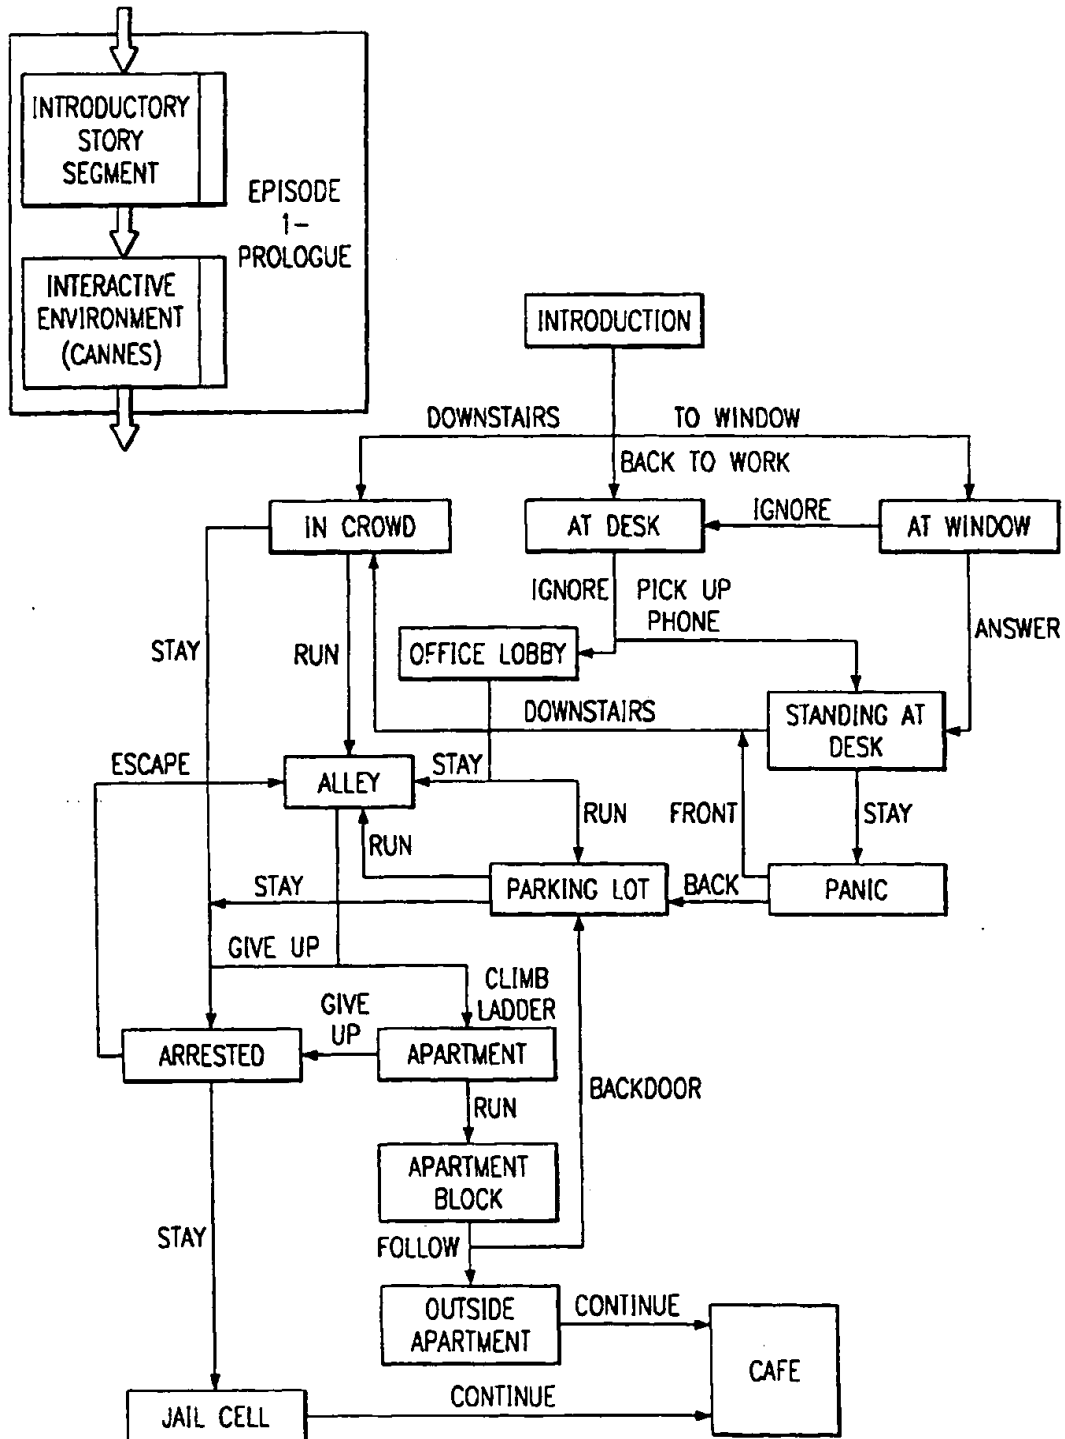 INTRODUCTORY
STORY
SEGMENT
EPISODE
1-
PROLOGUE
INTERACTIVE
ENVIRONMENT
(CANNES)
INTRODUCTION
DOWNSTAIRS
TO WINDOW
BACK TO WORK
IN CROWD
AT DESK
IGNORE
AT WINDOW
IGNORE
PICK UP
PHONE
ANSWER
STAY
RUN
OFFICE LOBBY
DOWNSTAIRS
STANDING AT
DESK
ESCAPE
ALLEY
STAY
RUN
FRONT
STAY
RUN
STAY
PARKING LOT
BACK
PANIC
GIVE UP
CLIMB
LADDER
GIVE
UP
ARRESTED
APARTMENT
BACKDOOR
RUN
APARTMENT
BLOCK
STAY
FOLLOW
OUTSIDE
APARTMENT
CONTINUE
CAFE
JAIL CELL
CONTINUE